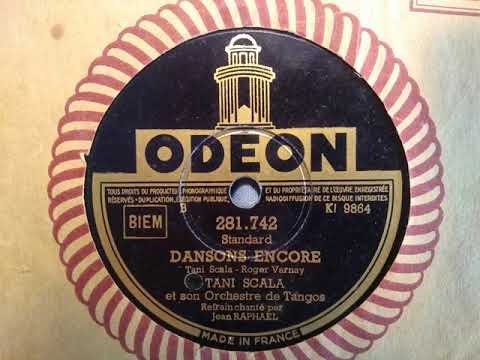 ODEON
TOUS DROITS DU PRODUCTEUR PHONOGRAPHIQUE ET DU PROPRIÉTAIRE DE L'ŒUVRE ENREGISTRÉE
RÉSERVÉS-DUPLICATION, EXÉCUTION PUBLIQUE, RADIODIFFUSION DE CE DISQUE INTERDITES
B
KI 9864
BIEM
281.742
Standard
DANSONS ENCORE
Tani Scala - Roger Varnay
TANI SCALA
et son Orchestre de Tangos
Refrain chanté par
Jean RAPHAEL
MADE IN FRANCE